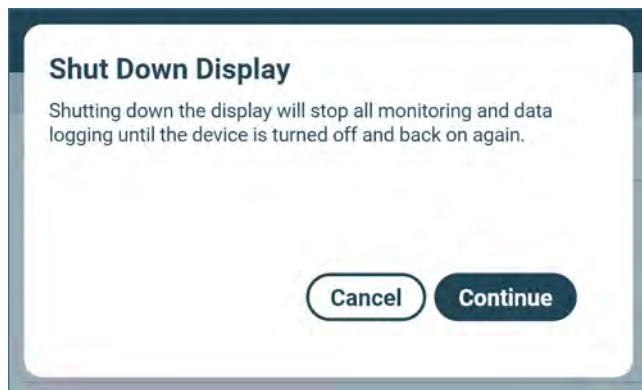 Shut Down Display
Shutting down the display will stop all monitoring and data
logging until the device is turned off and back on again.
Cancel
Continue